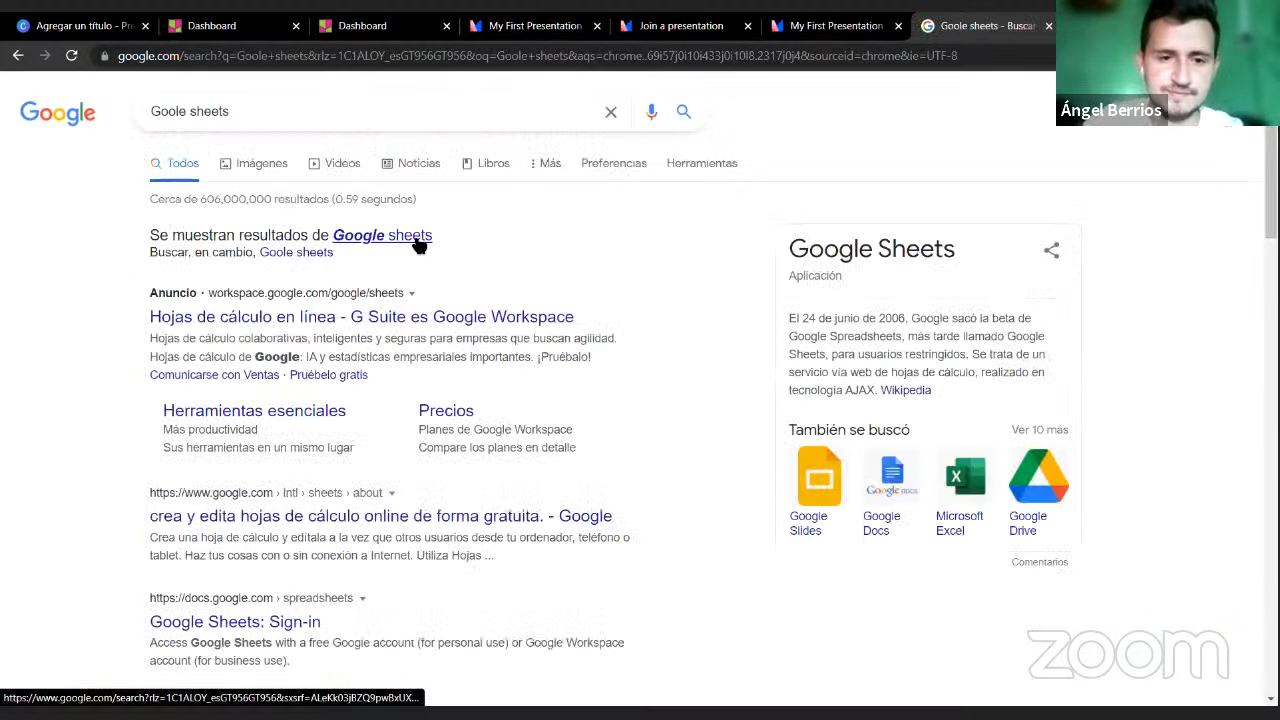 Agregar un título - Pre
Dashboard
Dashboard
My First Presentation
Join a presentation
My First Presentation
Google sheets - Buscar
google.com/search?q=Goole+sheets&rlz=1C1ALOY_esGT956GT956&oq=Goole+sheets&aqs=chrome..69i57j0i10i433j0i10l8.2317j0j4&sourceid=chrome&ie=UTF-8
Ángel Berrios
Google
Goole sheets
Todos
Imágenes
Videos
Noticias
Libros
Más
Preferencias
Herramientas
Cerca de 606,000,000 resultados (0.59 segundos)
Se muestran resultados de Google sheets
Buscar, en cambio, Goole sheets
Anuncio · workspace.google.com/google/sheets
Hojas de cálculo en línea - G Suite es Google Workspace
Hojas de cálculo colaborativas, inteligentes y seguras para empresas que buscan agilidad.
Hojas de cálculo de Google: IA y estadísticas empresariales importantes. ¡Pruébalo!
Comunicarse con Ventas · Pruébelo gratis
Herramientas esenciales
Más productividad
Sus herramientas en un mismo lugar
Precios
Planes de Google Workspace
Compare los planes en detalle
https://www.google.com › intl › sheets › about
crea y edita hojas de cálculo online de forma gratuita. - Google
Crea una hoja de cálculo y edítala a la vez que otros usuarios desde tu ordenador, teléfono o
tablet. Haz tus cosas con o sin conexión a Internet. Utiliza Hojas ...
https://docs.google.com › spreadsheets
Google Sheets: Sign-in
Access Google Sheets with a free Google account (for personal use) or Google Workspace
account (for business use).
Google Sheets
Aplicación
El 24 de junio de 2006, Google sacó la beta de
Google Spreadsheets, más tarde llamado Google
Sheets, para usuarios restringidos. Se trata de un
servicio vía web de hojas de cálculo, realizado en
tecnología AJAX. Wikipedia
También se buscó
Ver 10 más
Google docs
Google
Slides
Google
Docs
Microsoft
Excel
Google
Drive
Comentarios
zoom
https://www.google.com/search?rlz=1C1ALOY_esGT956GT956&sxsrf=ALeKk03jBZQ9pwBxUX...